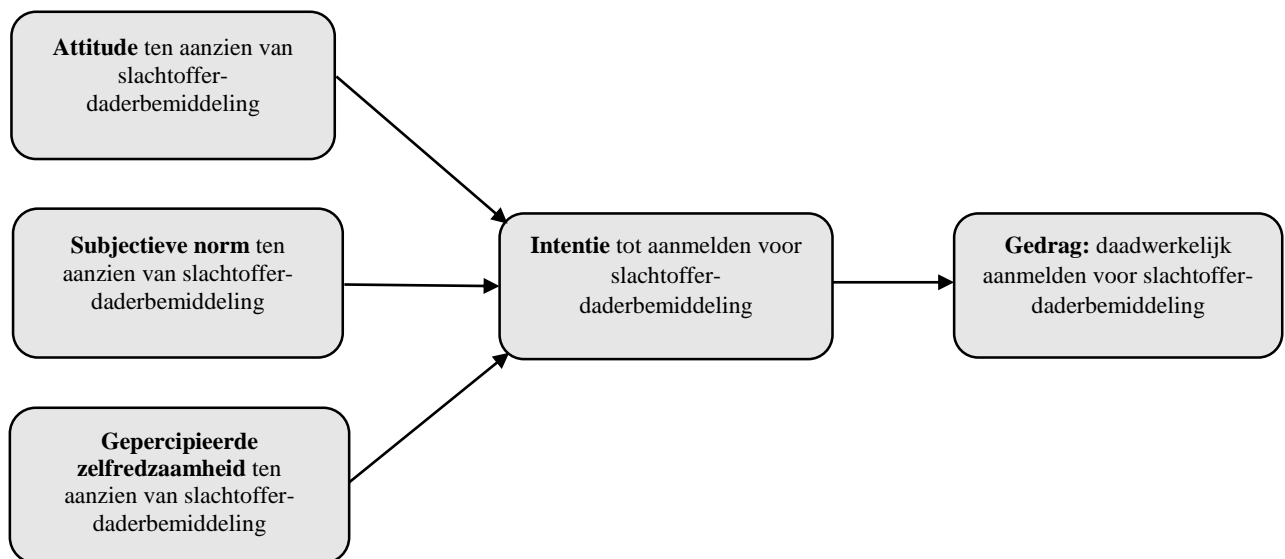 Attitude ten aanzien van
slachtoffer-
daderbemiddeling
Subjectieve norm ten
aanzien van slachtoffer-
daderbemiddeling
Gepercipieerde
zelfredzaamheid ten
aanzien van slachtoffer-
daderbemiddeling
Intentie tot aanmelden voor
slachtoffer-
daderbemiddeling
Gedrag: daadwerkelijk
aanmelden voor slachtoffer-
daderbemiddeling